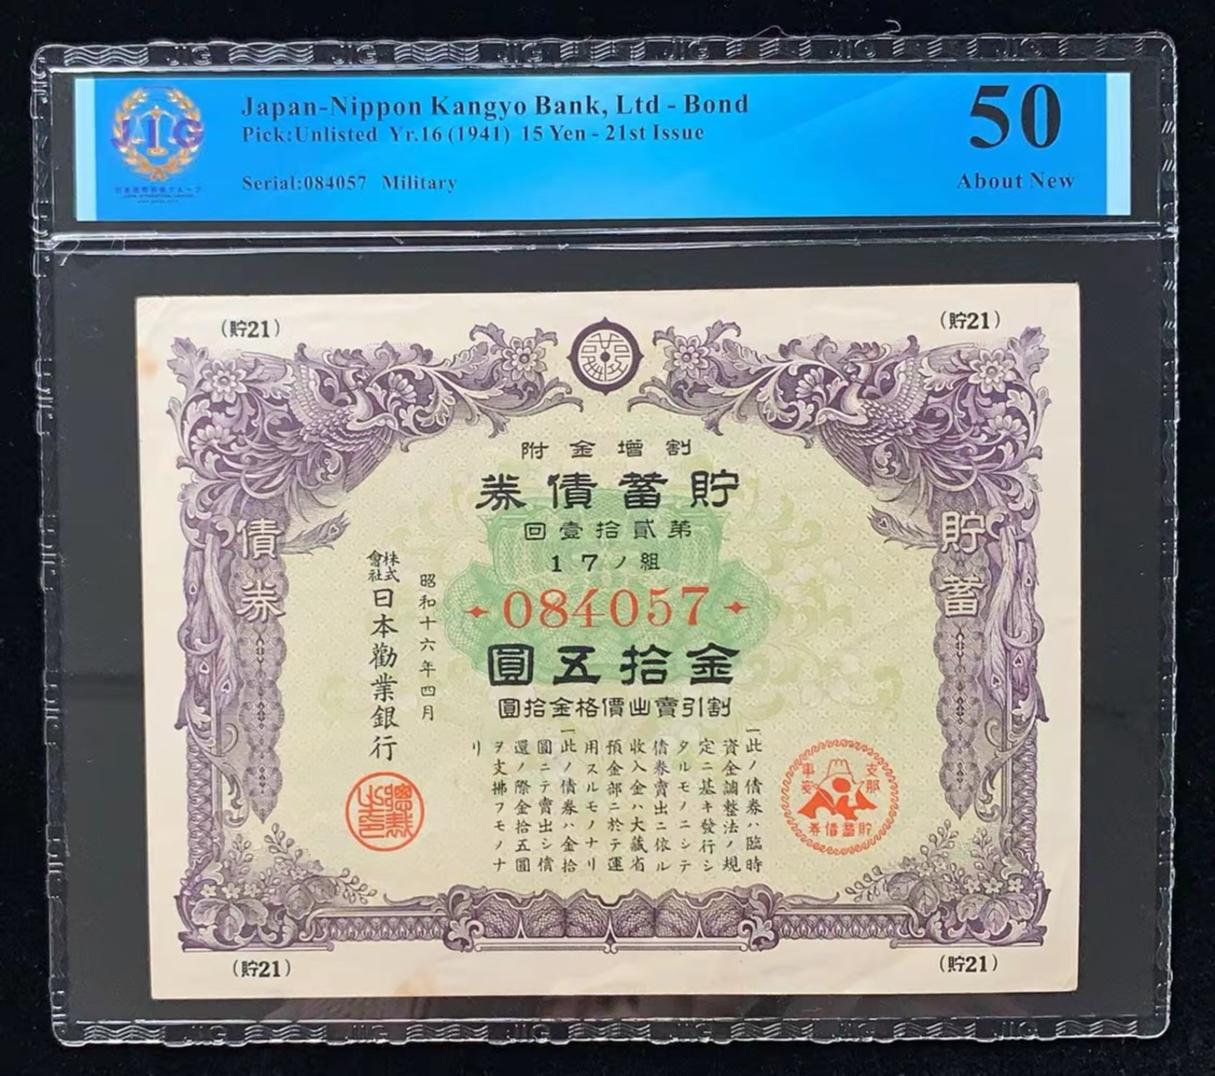 JIG
Japan-Nippon Kangyo Bank, Ltd - Bond
Pick:Unlisted Yr.16 (1941) 15 Yen - 21st Issue
Serial:084057 Military
50
About New
(貯21)
(貯21)
割增金附
貯蓄債券
第貳拾壹回
17ノ組
084057
金拾五圓
割引賣出價格金拾圓
貯蓄
債券
一此ノ債券ハ臨時
資金調整法ノ規
定ニ基キ發行シ
タルモノニシテ
債券賣出ニ依ル
收入金ハ大藏省
預金部ニ於テ運
用スルモノナリ
一此ノ債券ハ金拾
圓ニテ賣出シ償
還ノ際金拾五圓
ヲ支拂フモノナ
リ
昭和十六年四月
株式會社日本勸業銀行
支那
事變
貯蓄債券
(貯21)
(貯21)